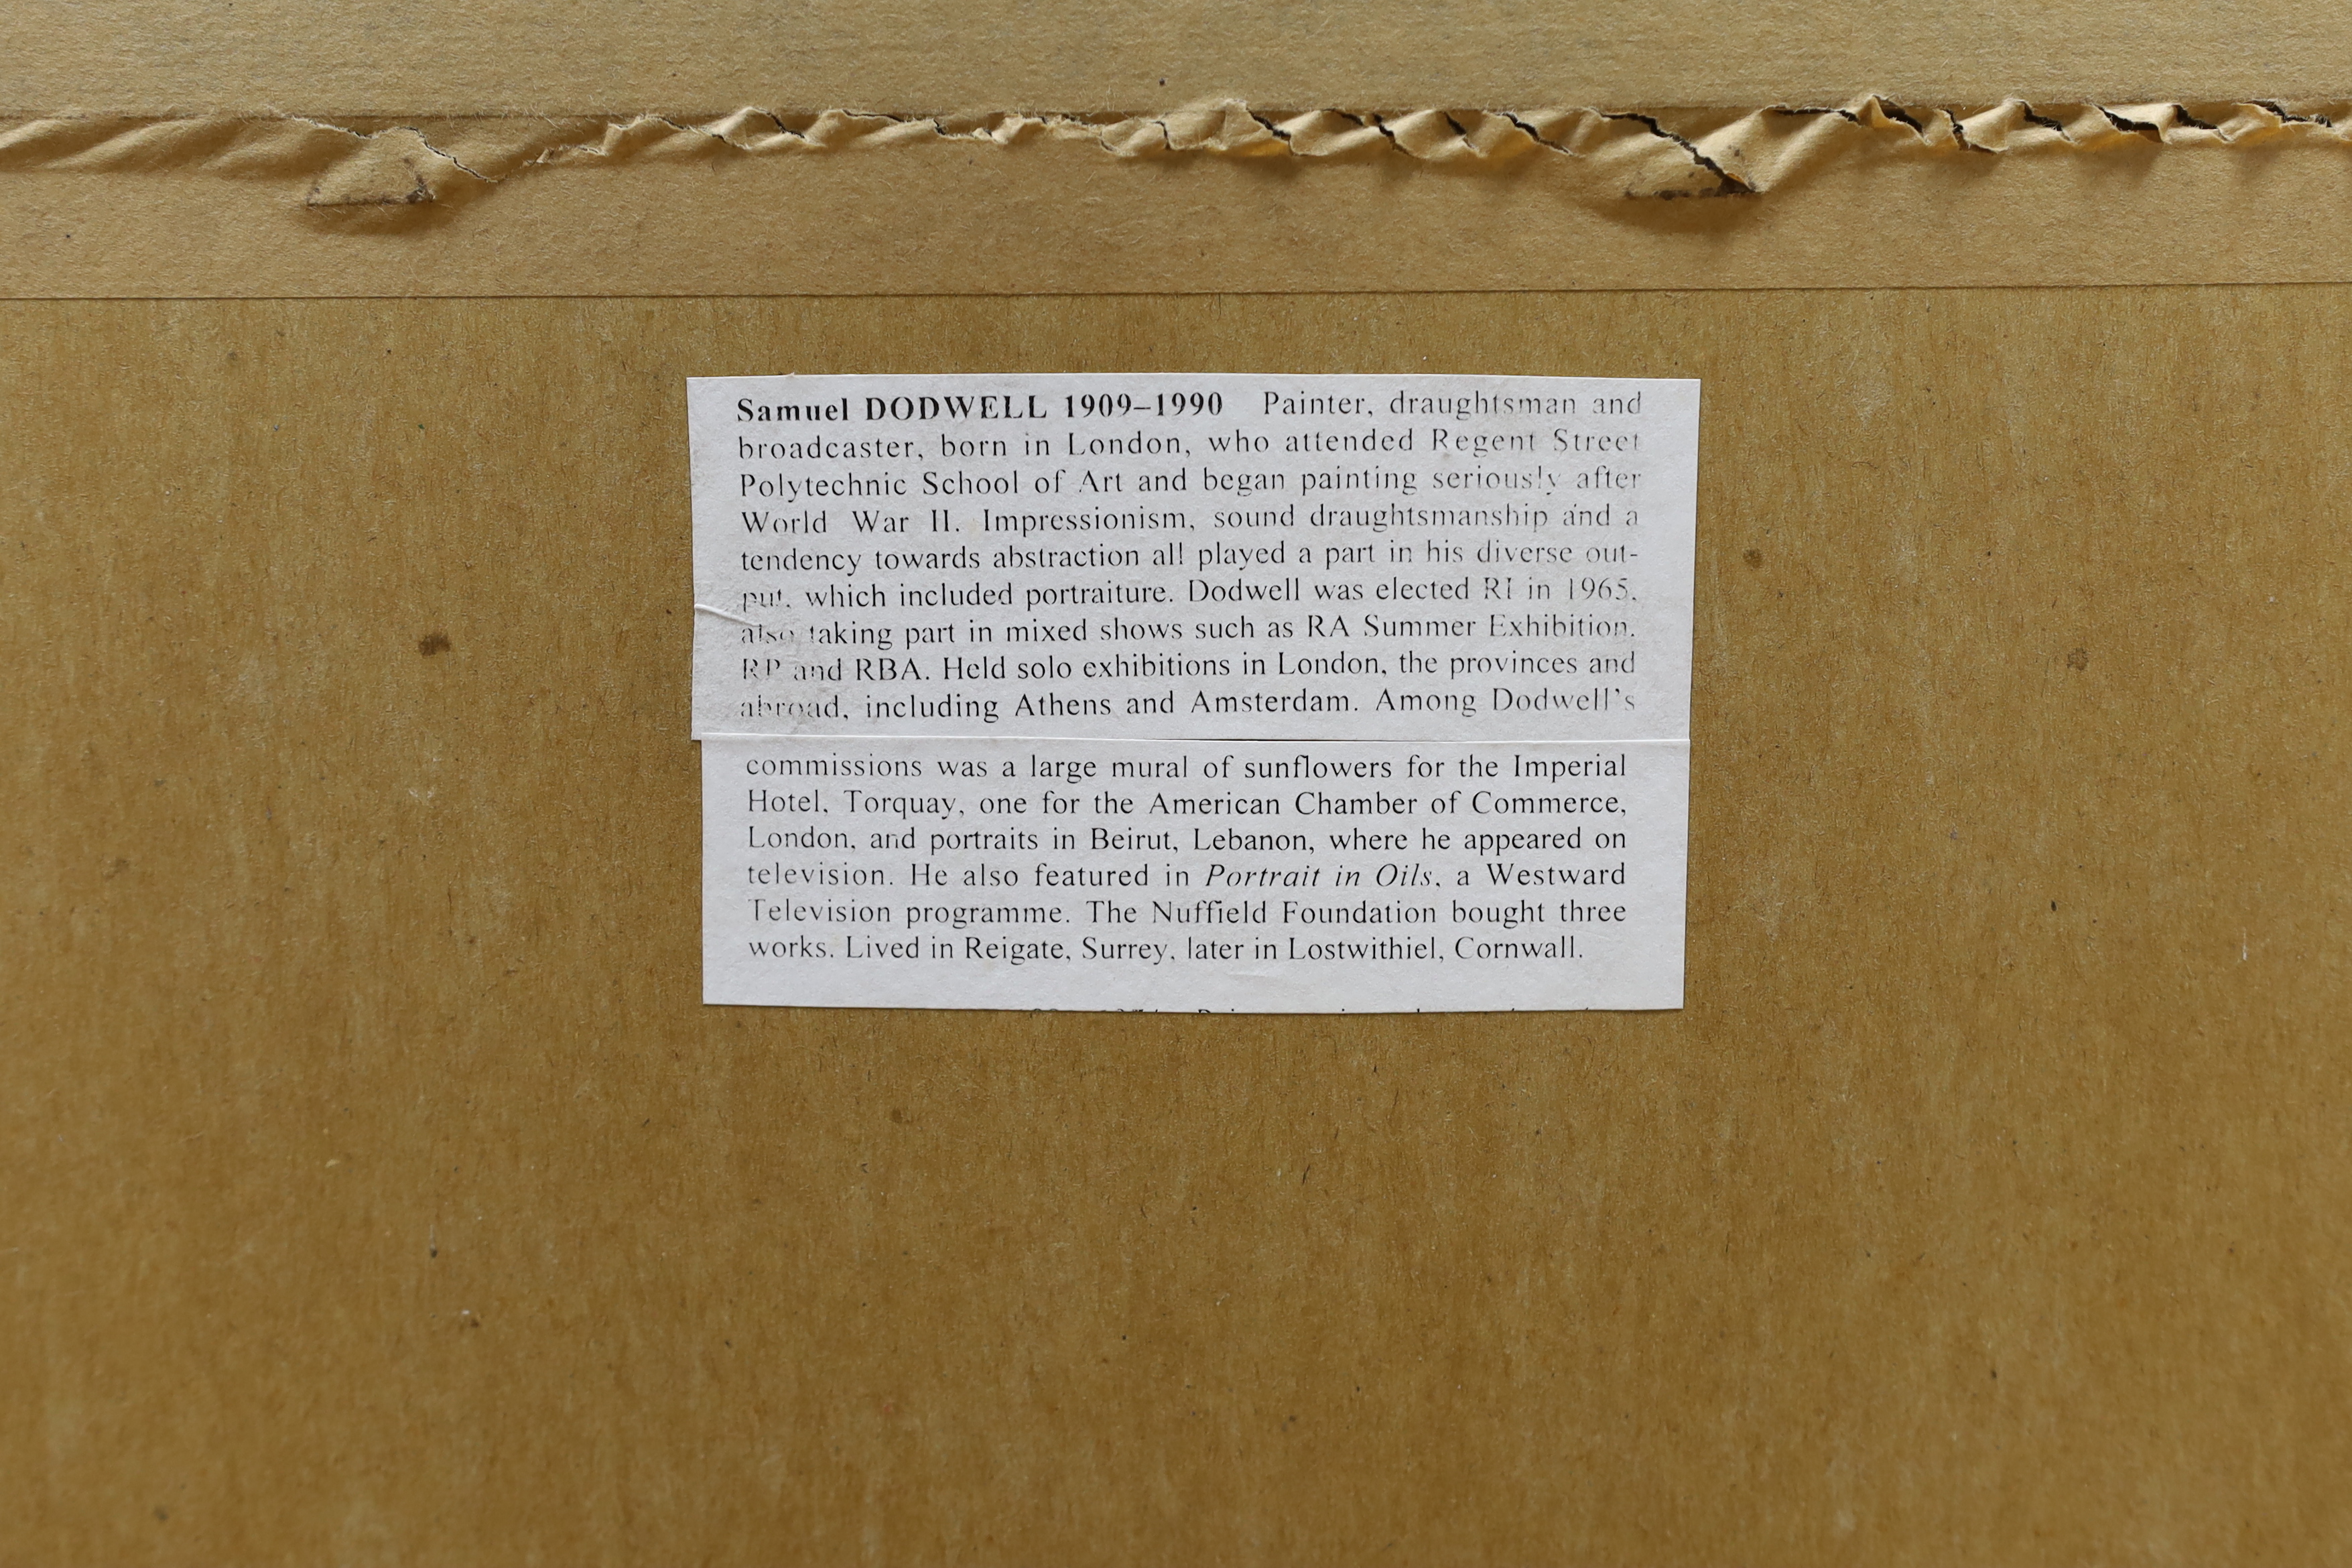 Samuel DODWELL 1909–1990 Painter, draughtsman and
broadcaster, born in London, who attended Regent Street
Polytechnic School of Art and began painting seriously after
World War II. Impressionism, sound draughtsmanship and a
tendency towards abstraction all played a part in his diverse out-
put, which included portraiture. Dodwell was elected RI in 1965,
also taking part in mixed shows such as RA Summer Exhibition,
RP and RBA. Held solo exhibitions in London, the provinces and
abroad, including Athens and Amsterdam. Among Dodwell's
commissions was a large mural of sunflowers for the Imperial
Hotel, Torquay, one for the American Chamber of Commerce,
London, and portraits in Beirut, Lebanon, where he appeared on
television. He also featured in Portrait in Oils, a Westward
Television programme. The Nuffield Foundation bought three
works. Lived in Reigate, Surrey, later in Lostwithiel, Cornwall.